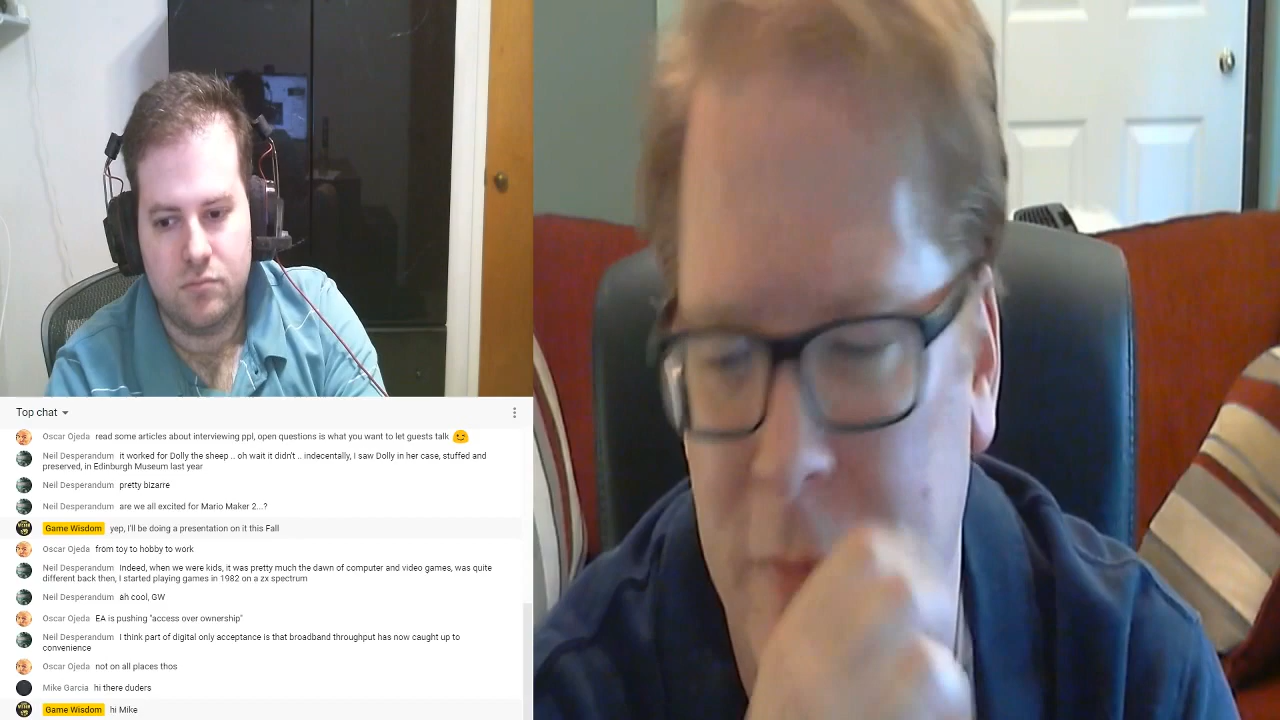 Top chat
Oscar Ojeda read some articles about interviewing ppl, open questions is what you want to let guests talk
Neil Desperandum it worked for Dolly the sheep .. oh wait it didn't .. indecentally, I saw Dolly in her case, stuffed and
preserved, in Edinburgh Museum last year
Neil Desperandum pretty bizarre
Neil Desperandum are we all excited for Mario Maker 2...?
Game Wisdom yep, I'll be doing a presentation on it this Fall
Oscar Ojeda from toy to hobby to work
Neil Desperandum Indeed, when we were kids, it was pretty much the dawn of computer and video games, was quite
different back then, I started playing games in 1982 on a zx spectrum
Neil Desperandum ah cool, GW
Oscar Ojeda EA is pushing "access over ownership"
Neil Desperandum I think part of digital only acceptance is that broadband throughput has now caught up to
convenience
Oscar Ojeda not on all places thos
Mike Garcia hi there duders
Game Wisdom hi Mike